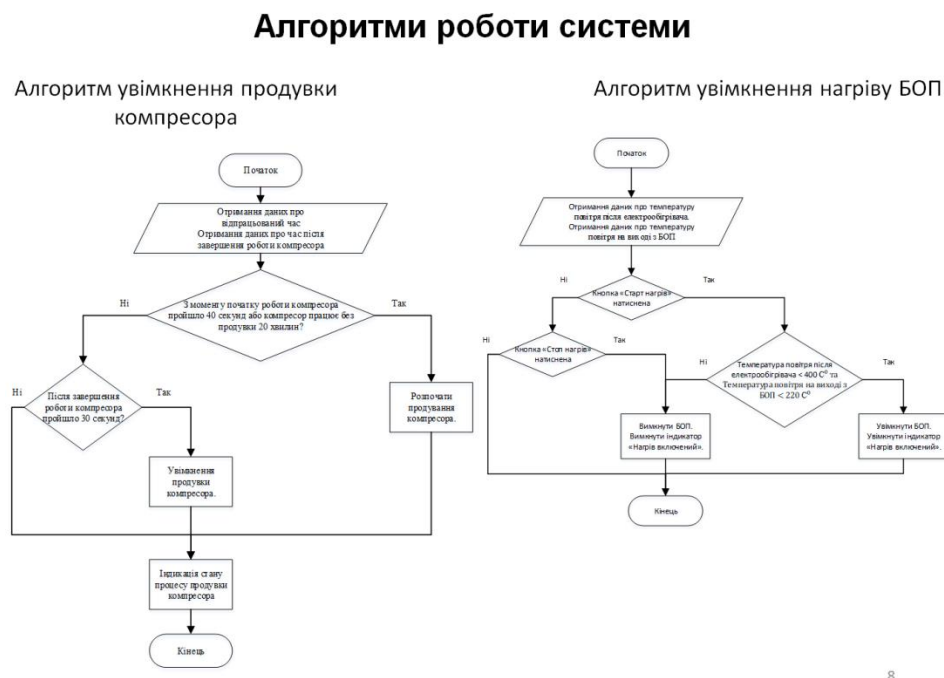 Алгоритми роботи системи
Алгоритм увімкнення продувки
компресора
Початок
Отримання даних про
відпрацьований час
Отримання даних про час після
завершення роботи компресора
Ні
З моменту початку роботи компресора
пройшло 40 секунд або компресор працює без
продувки 20 хвилин?
Так
Ні
Після завершення
роботи компресора
пройшло 30 секунд?
Так
Розпочати
продування
компресора.
Увімкнення
продувки
компресора.
Індикація стану
процесу продувки
компресора
Кінець
Алгоритм увімкнення нагріву БОП
Початок
Отримання даних про температуру
повітря після електрообігрівача.
Отримання даних про температуру
повітря на виході з БОП
Ні
Кнопка «Старт нагрів»
натиснена
Так
Ні
Кнопка «Стоп нагрів»
натиснена
Так
Ні
Температура повітря після
електрообігрівача < 400 С⁰ та
Температура повітря на виході з
БОП < 220 С⁰
Так
Вимкнути БОП.
Вимкнути індикатор
«Нагрів включений».
Увімкнути БОП.
Увімкнути індикатор
«Нагрів включений».
Кінець
8